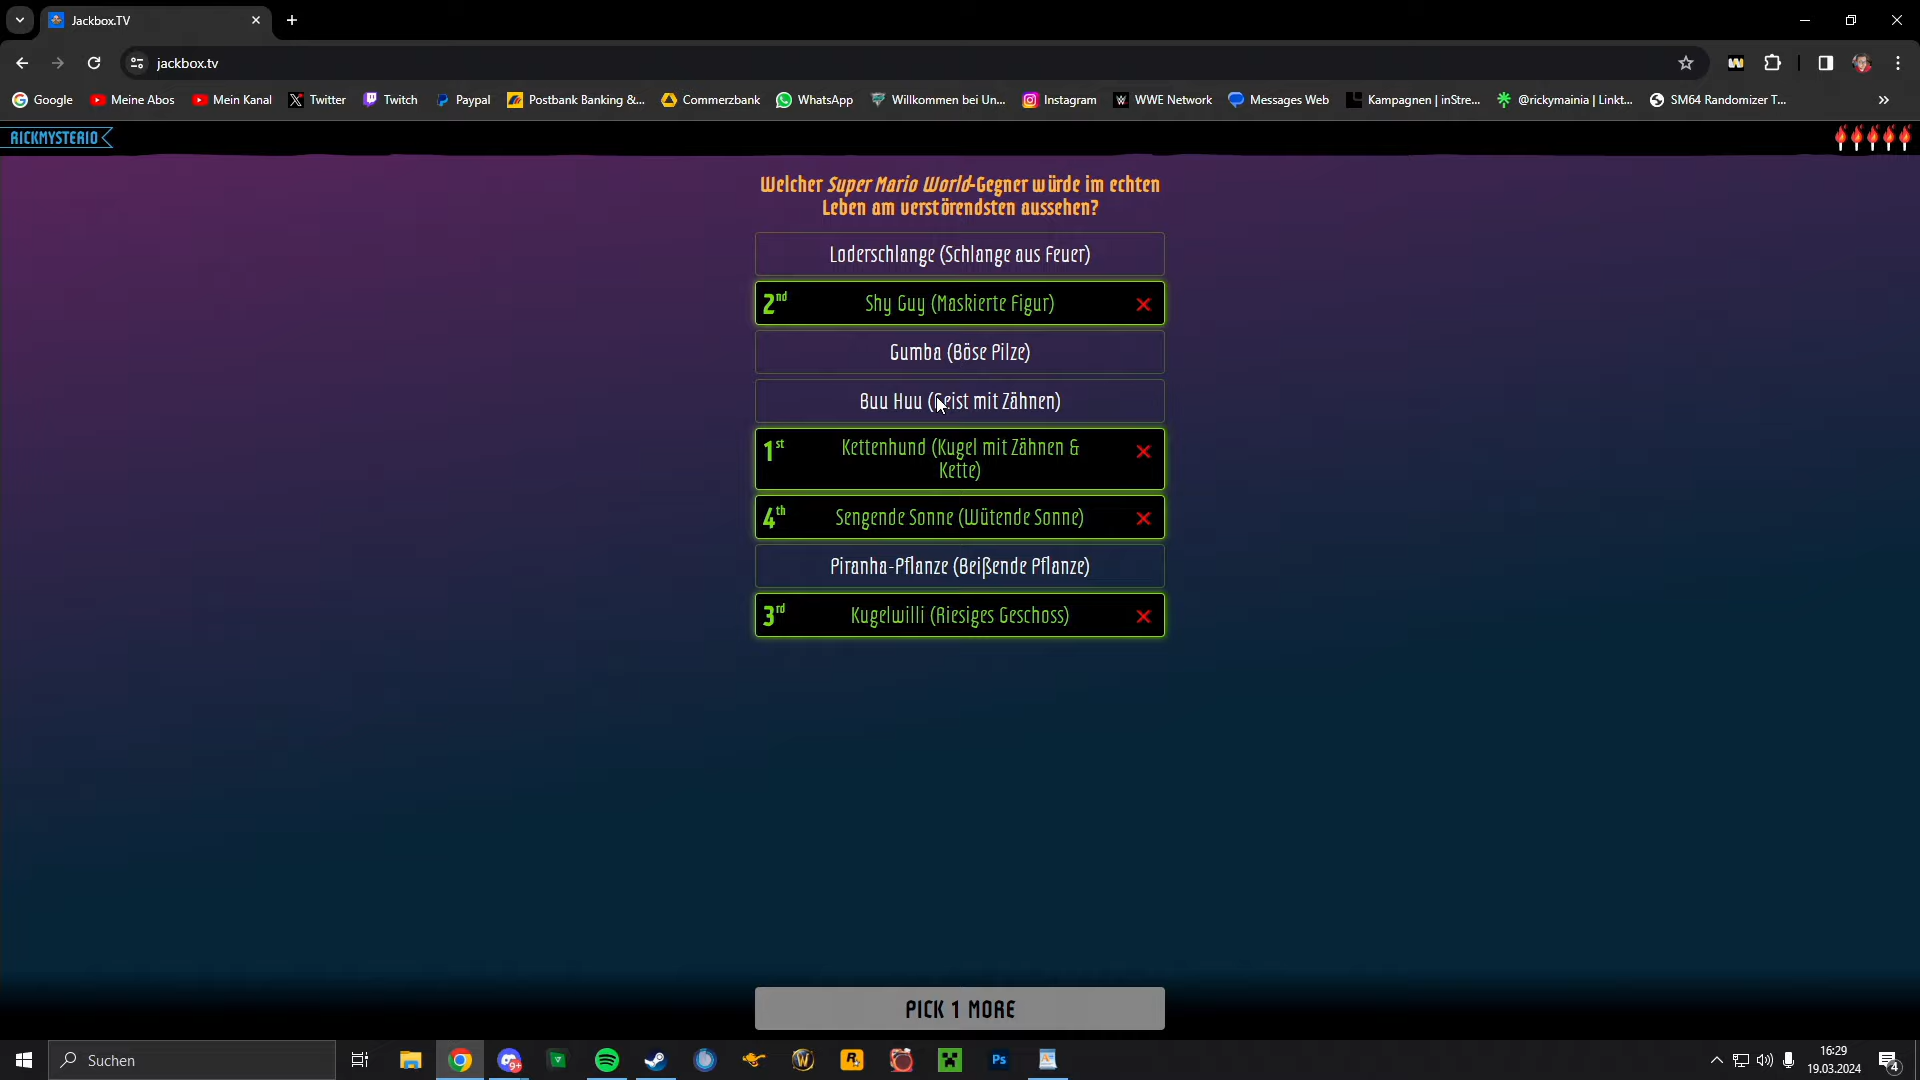 Jackbox.TV
jackbox.tv
Google
Meine Abos
Mein Kanal
Twitter
Twitch
Paypal
Postbank Banking &...
Commerzbank
WhatsApp
Willkommen bei Un...
Instagram
WWE Network
Messages Web
Kampagnen | inStre...
@rickymainia | Linkt...
SM64 Randomizer T...
RICKMYSTERIO
Welcher Super Mario World-Gegner würde im echten
Leben am verstörendsten aussehen?
Loderschlange (Schlange aus Feuer)
2nd Shy Guy (Maskierte Figur)
Gumba (Böse Pilze)
Buu Huu (Geist mit Zähnen)
1st Kettenhund (Kugel mit Zähnen &
Kette)
4th Sengende Sonne (Wütende Sonne)
Piranha-Pflanze (Beißende Pflanze)
3rd Kugelwilli (Riesiges Geschoss)
PICK 1 MORE
Suchen
9+
Ps
16:29
19.03.2024
4